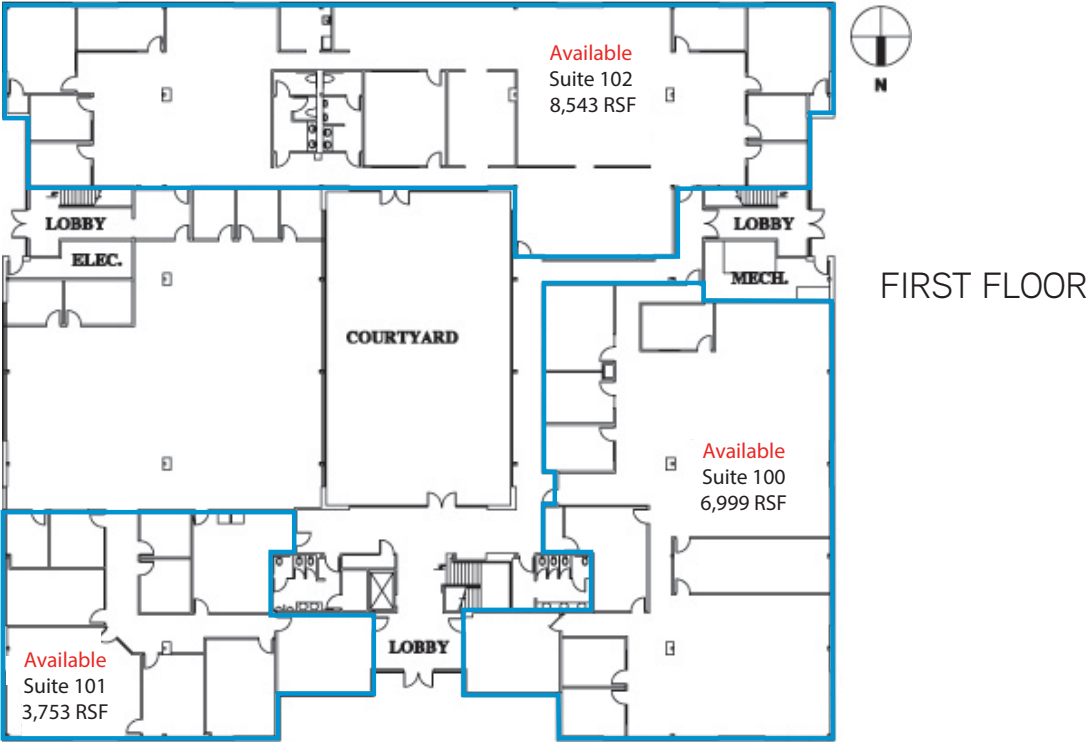 Available
Suite 102
8,543 RSF
N
LOBBY
LOBBY
ELEC.
MECH.
FIRST FLOOR
COURTYARD
Available
Suite 100
6,999 RSF
LOBBY
Available
Suite 101
3,753 RSF